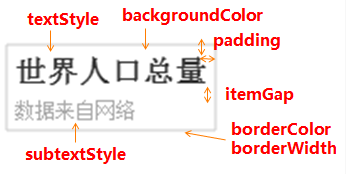 textStyle
backgroundColor
padding
世界人口总量
itemGap
数据来自网络
borderColor
borderWidth
subtextStyle